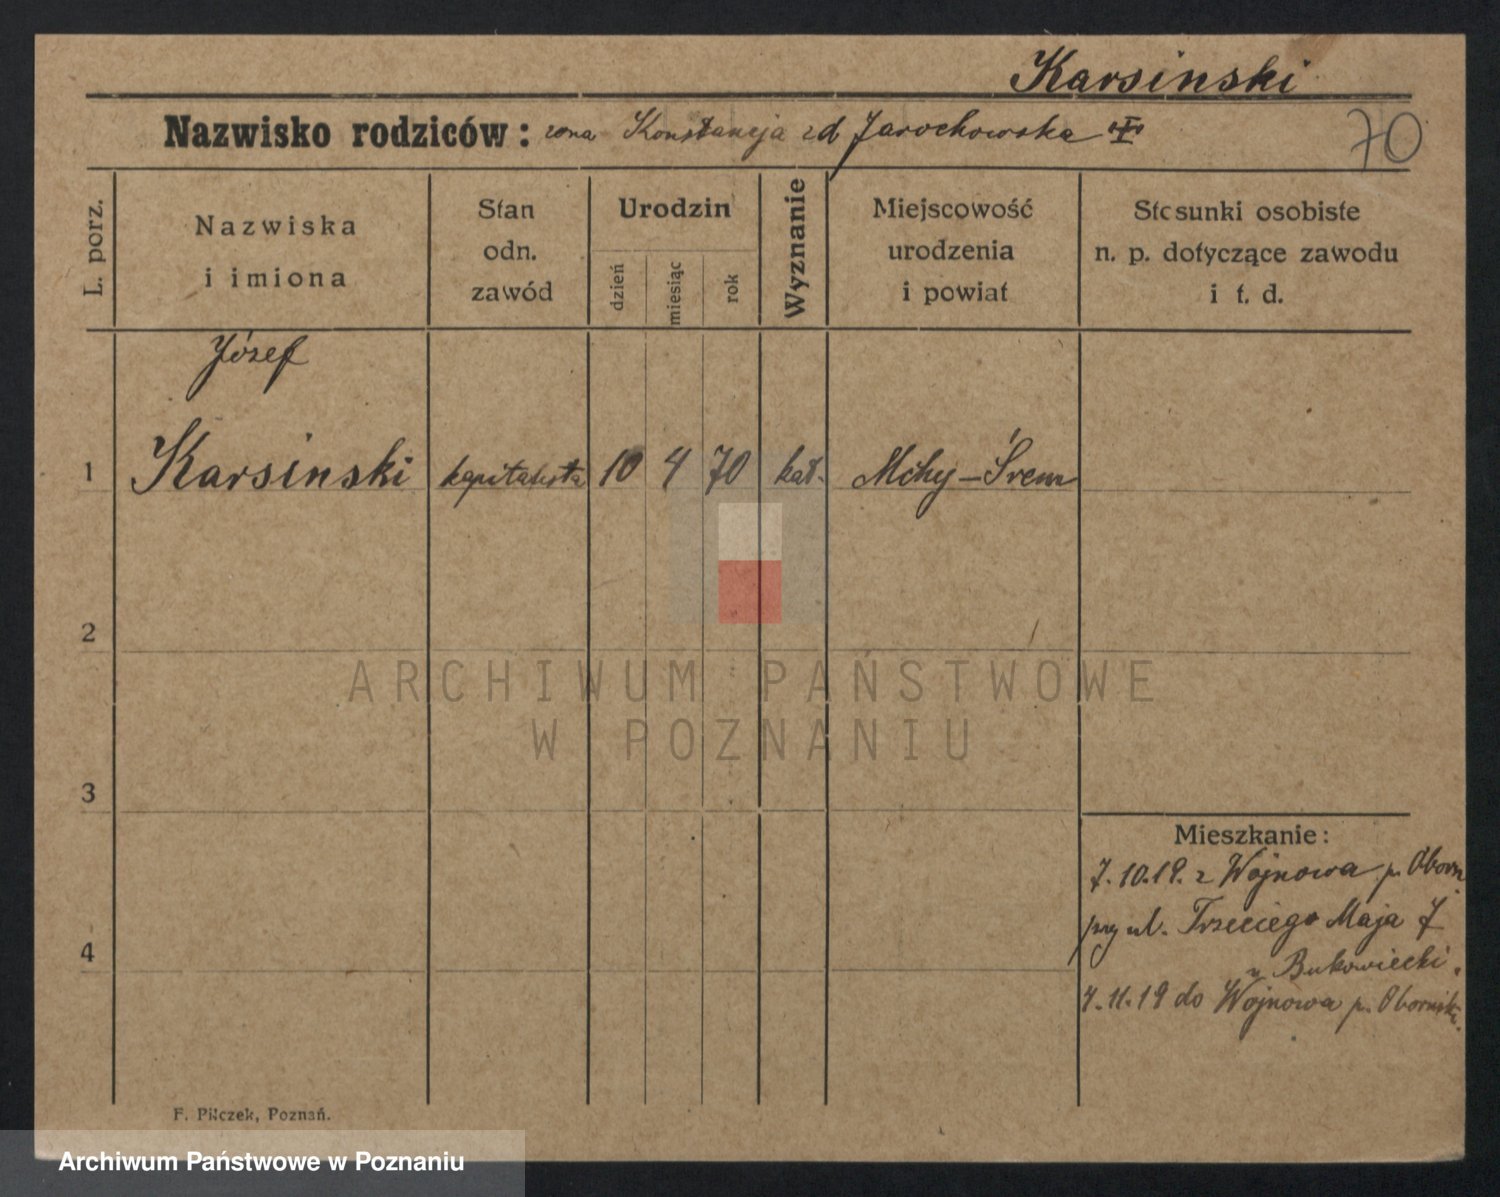 Karsinski
Nazwisko rodziców: żona Konstancja zd Jarochowska
70
L. porz.
Nazwiska
i imiona
Stan
odn.
zawód
Urodzin
dzień
miesiąc
rok
Wyznanie
Miejscowość
urodzenia
i powiat
Stosunki osobiste
n. p. dotyczące zawodu
i t. d.
Józef
1 Karsinski kapitalista 10 4 70 kat. Mchy - Śrem
2
ARCHIWUM PAŃSTWOWE
W POZNANIU
3
Mieszkanie:
7.10.19. z Wojnowa p. Oborn.
przy ul. Trzeciego Maja 7
4
u Bukowiecki.
7.11.19 do Wojnowa p. Obornik.
F. Pilczek, Poznań.
Archiwum Państwowe w Poznaniu